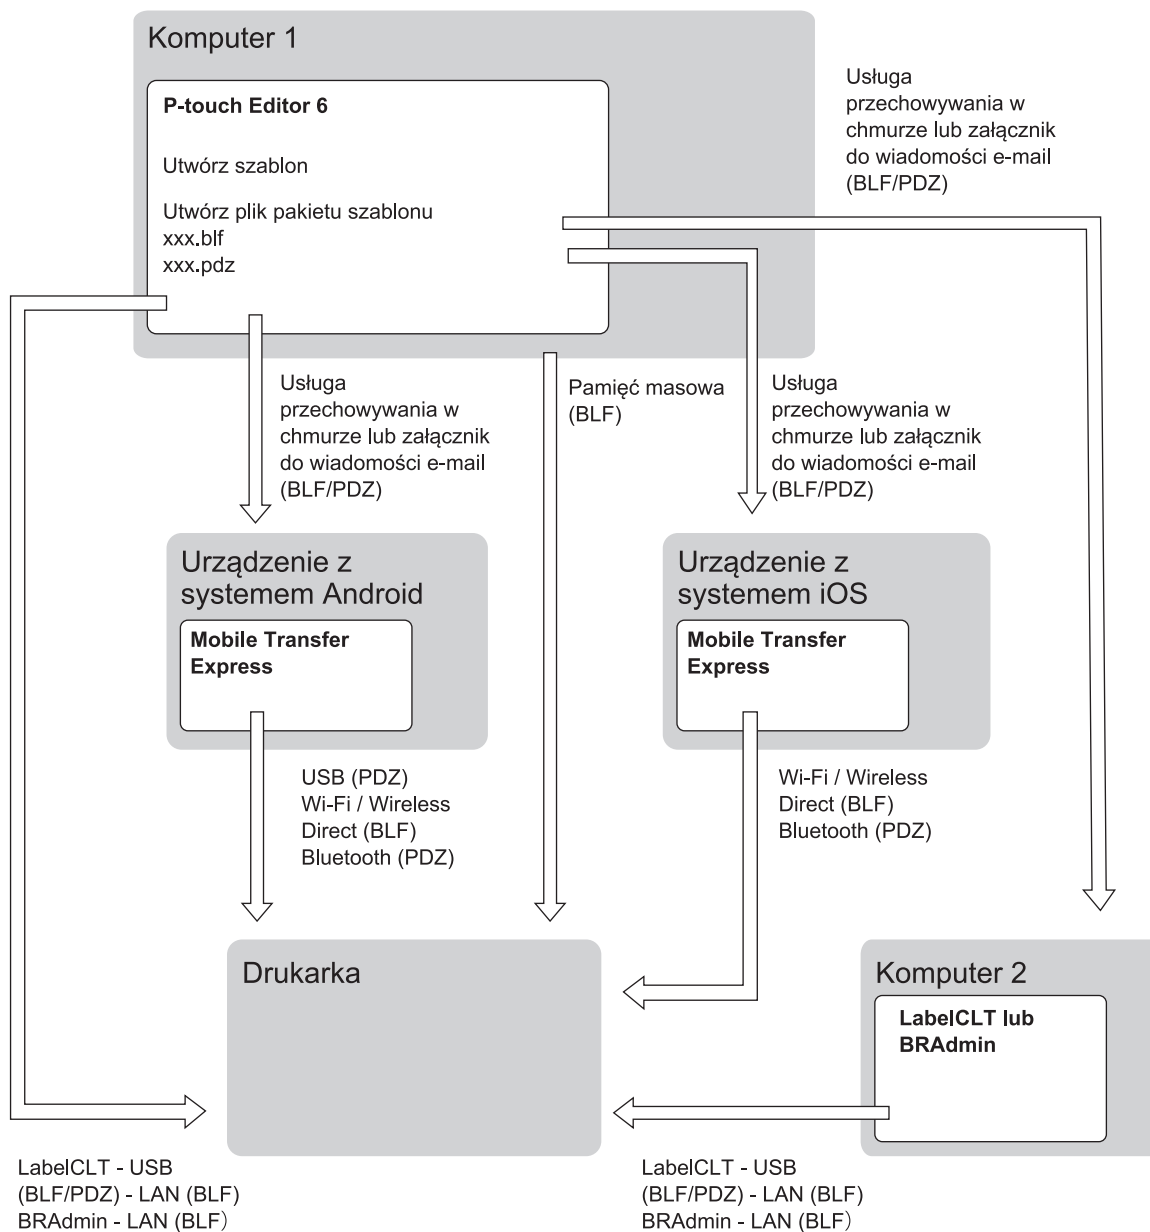 Komputer 1
P-touch Editor 6
Utwórz szablon
Utwórz plik pakietu szablonu
xxx.blf
xxx.pdz
Usługa
przechowywania w
chmurze lub załącznik
do wiadomości e-mail
(BLF/PDZ)
Usługa
przechowywania w
chmurze lub załącznik
do wiadomości e-mail
(BLF/PDZ)
Pamięć masowa
(BLF)
Usługa
przechowywania w
chmurze lub załącznik
do wiadomości e-mail
(BLF/PDZ)
Urządzenie z
systemem Android
Mobile Transfer
Express
Urządzenie z
systemem iOS
Mobile Transfer
Express
USB (PDZ)
Wi-Fi / Wireless
Direct (BLF)
Bluetooth (PDZ)
Wi-Fi / Wireless
Direct (BLF)
Bluetooth (PDZ)
Drukarka
Komputer 2
LabelCLT lub
BRAdmin
LabelCLT - USB
(BLF/PDZ) - LAN (BLF)
BRAdmin - LAN (BLF)
LabelCLT - USB
(BLF/PDZ) - LAN (BLF)
BRAdmin - LAN (BLF)